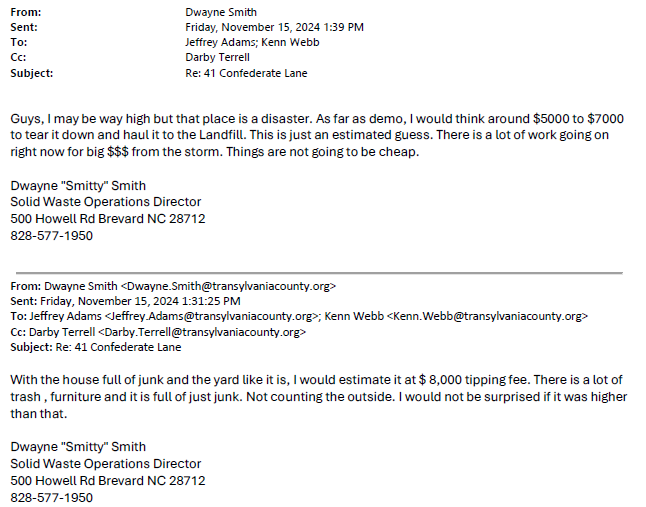 From: Dwayne Smith
Sent: Friday, November 15, 2024 1:39 PM
To: Jeffrey Adams; Kenn Webb
Cc: Darby Terrell
Subject: Re: 41 Confederate Lane
Guys, I may be way high but that place is a disaster. As far as demo, I would think around $5000 to $7000
to tear it down and haul it to the Landfill. This is just an estimated guess. There is a lot of work going on
right now for big $$$ from the storm. Things are not going to be cheap.
Dwayne "Smitty" Smith
Solid Waste Operations Director
500 Howell Rd Brevard NC 28712
828-577-1950
From: Dwayne Smith <Dwayne.Smith@transylvaniacounty.org>
Sent: Friday, November 15, 2024 1:31:25 PM
To: Jeffrey Adams <Jeffrey.Adams@transylvaniacounty.org>; Kenn Webb <Kenn.Webb@transylvaniacounty.org>
Cc: Darby Terrell <Darby.Terrell@transylvaniacounty.org>
Subject: Re: 41 Confederate Lane
With the house full of junk and the yard like it is, I would estimate it at $ 8,000 tipping fee. There is a lot of
trash , furniture and it is full of just junk. Not counting the outside. I would not be surprised if it was higher
than that.
Dwayne "Smitty" Smith
Solid Waste Operations Director
500 Howell Rd Brevard NC 28712
828-577-1950